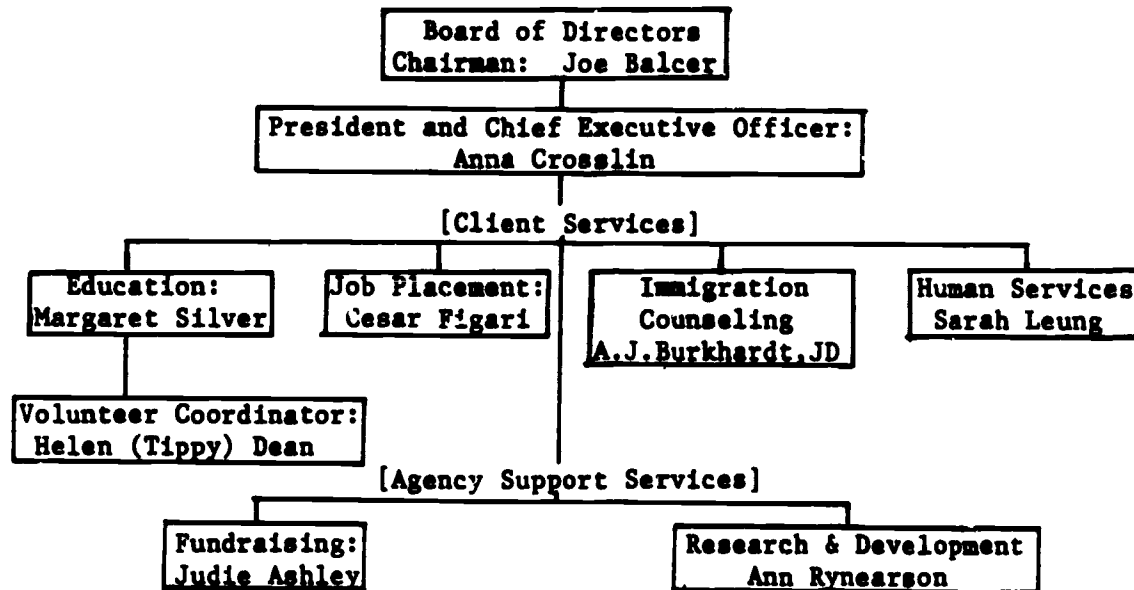 Board of Directors
Chairman: Joe Balcer
President and Chief Executive Officer:
Anna Crosslin
[Client Services]
Education:
Margaret Silver
Job Placement:
Cesar Figari
Immigration
Counseling
A.J.Burkhardt,JD
Human Services
Sarah Leung
Volunteer Coordinator:
Helen (Tippy) Dean
[Agency Support Services]
Fundraising:
Judie Ashley
Research & Development
Ann Rynearson